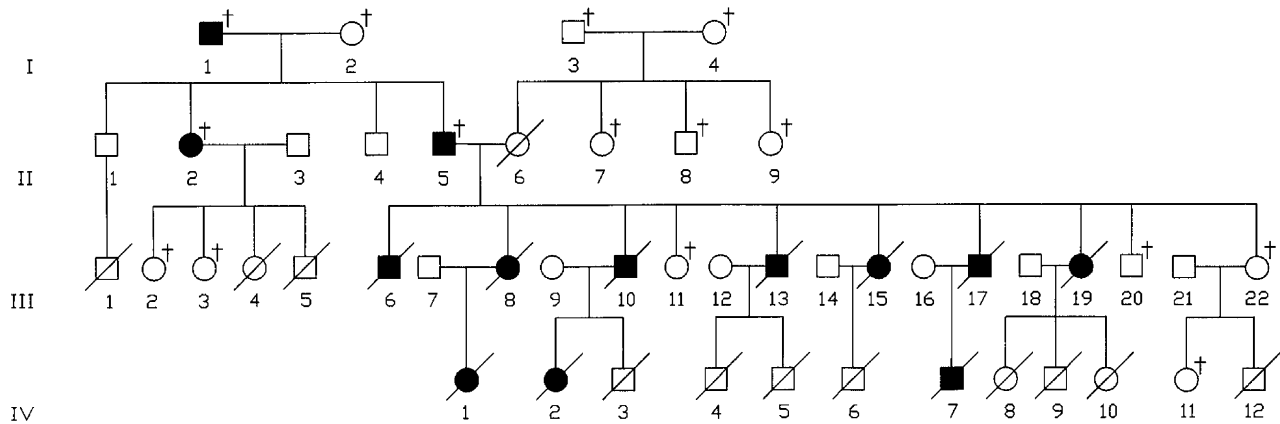 † † † †
1 2 3 4
I
† † † † †
1 2 3 4 5 6 7 8 9
II
† † † † †
1 2 3 4 5 6 7 8 9 10 11 12 13 14 15 16 17 18 19 20 21 22
III
†
1 2 3 4 5 6 7 8 9 10 11 12
IV